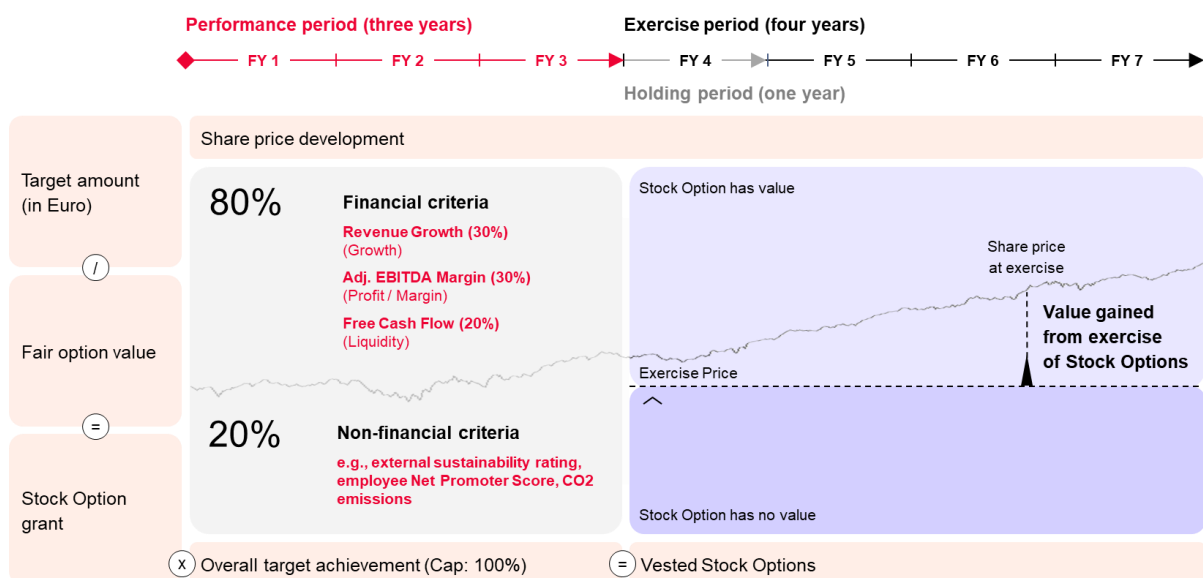 Performance period (three years)
Exercise period (four years)
FY 1
FY 2
FY 3
FY 4
FY 5
FY 6
FY 7
Holding period (one year)
Share price development
Target amount
(in Euro)
/
Fair option value
=
Stock Option
grant
80%
Financial criteria
Revenue Growth (30%)
(Growth)
Adj. EBITDA Margin (30%)
(Profit / Margin)
Free Cash Flow (20%)
(Liquidity)
20%
Non-financial criteria
e.g., external sustainability rating,
employee Net Promoter Score, CO2
emissions
Stock Option has value
Share price
at exercise
Value gained
from exercise
of Stock Options
Exercise Price
Stock Option has no value
x
Overall target achievement (Cap: 100%)
=
Vested Stock Options